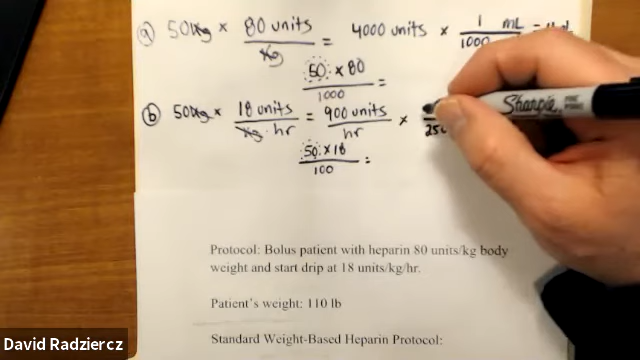 a 50kg × 80 units / kg = 4000 units × 1 mL / 1000
50 × 80 / 1000 =
b 50kg × 18 units / kg · hr = 900 units / hr ×
50 × 18 / 100 =
Sharpie
Protocol: Bolus patient with heparin 80 units/kg body
weight and start drip at 18 units/kg/hr.
Patient's weight: 110 lb
Standard Weight-Based Heparin Protocol:
David Radziercz